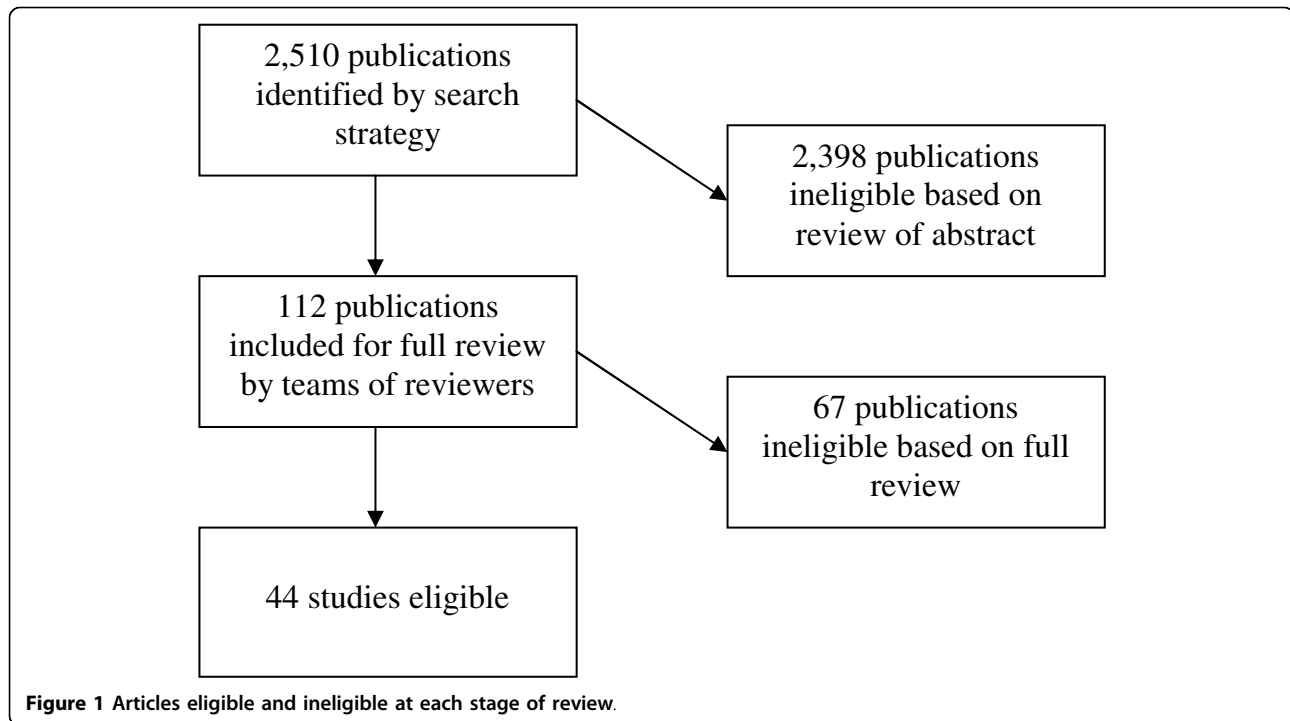 2,510 publications
identified by search
strategy
2,398 publications
ineligible based on
review of abstract
112 publications
included for full review
by teams of reviewers
67 publications
ineligible based on full
review
44 studies eligible
Figure 1 Articles eligible and ineligible at each stage of review.